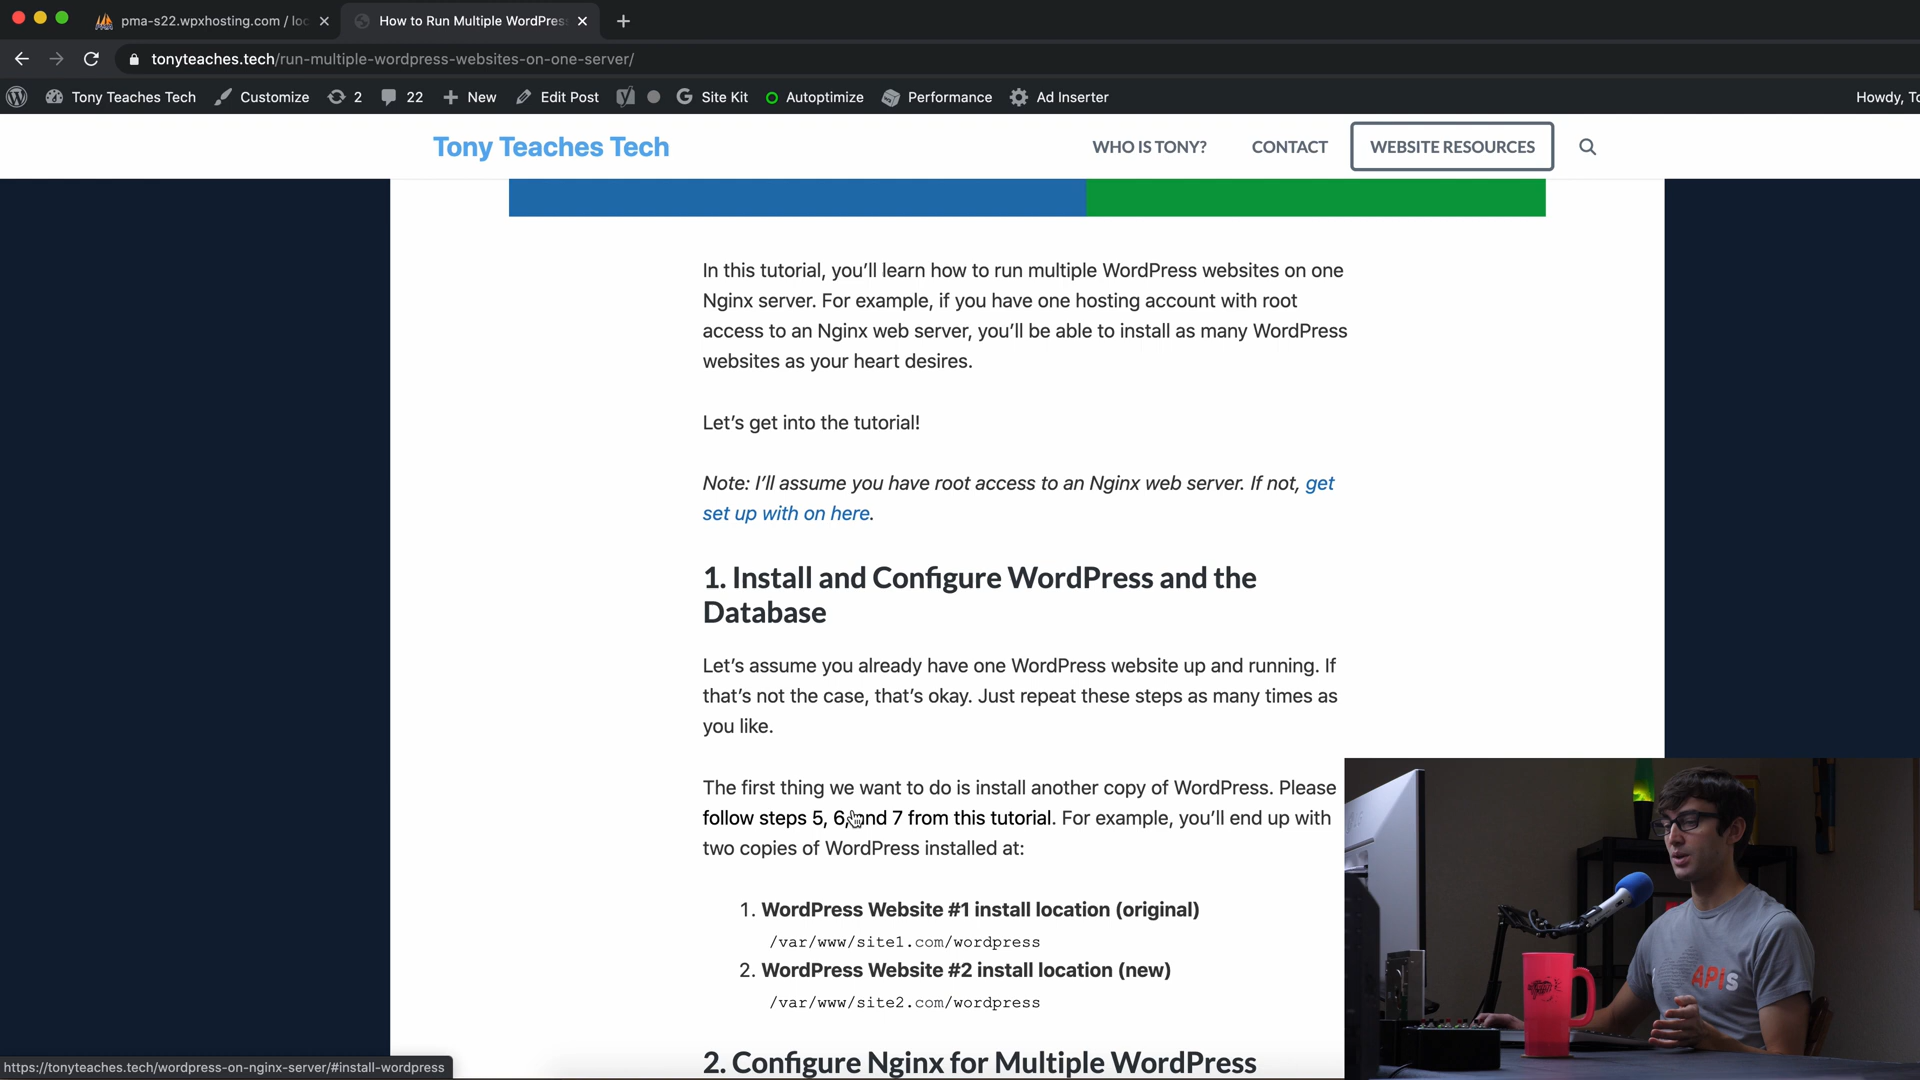 pma-s22.wpxhosting.com / loc
How to Run Multiple WordPres
tonyteaches.tech/run-multiple-wordpress-websites-on-one-server/
Tony Teaches Tech Customize 2 22 New Edit Post Site Kit Autoptimize Performance Ad Inserter Howdy, To
Tony Teaches Tech
WHO IS TONY? CONTACT WEBSITE RESOURCES
In this tutorial, you’ll learn how to run multiple WordPress websites on one
Nginx server. For example, if you have one hosting account with root
access to an Nginx web server, you’ll be able to install as many WordPress
websites as your heart desires.
Let’s get into the tutorial!
Note: I’ll assume you have root access to an Nginx web server. If not, get
set up with on here.
1. Install and Configure WordPress and the
Database
Let’s assume you already have one WordPress website up and running. If
that’s not the case, that’s okay. Just repeat these steps as many times as
you like.
The first thing we want to do is install another copy of WordPress. Please
follow steps 5, 6, and 7 from this tutorial. For example, you’ll end up with
two copies of WordPress installed at:
1. WordPress Website #1 install location (original)
/var/www/site1.com/wordpress
2. WordPress Website #2 install location (new)
/var/www/site2.com/wordpress
2. Configure Nginx for Multiple WordPress
https://tonyteaches.tech/wordpress-on-nginx-server/#install-wordpress
APIs